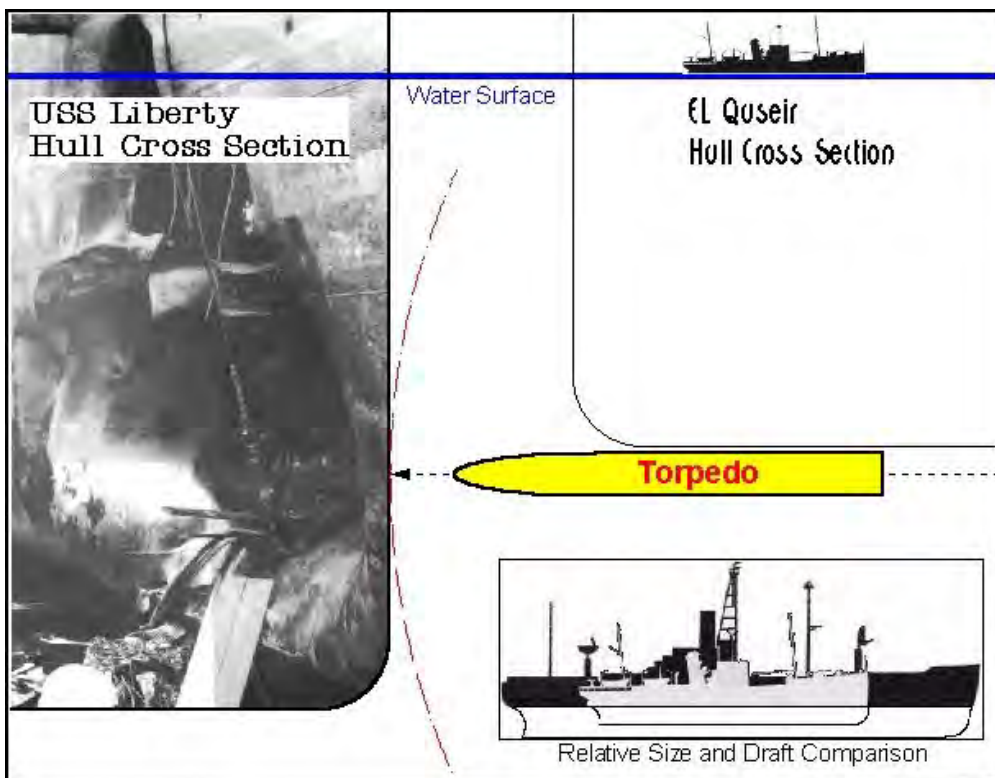 USS Liberty
Hull Cross Section
Water Surface
EL Quseir
Hull Cross Section
Torpedo
Relative Size and Draft Comparison